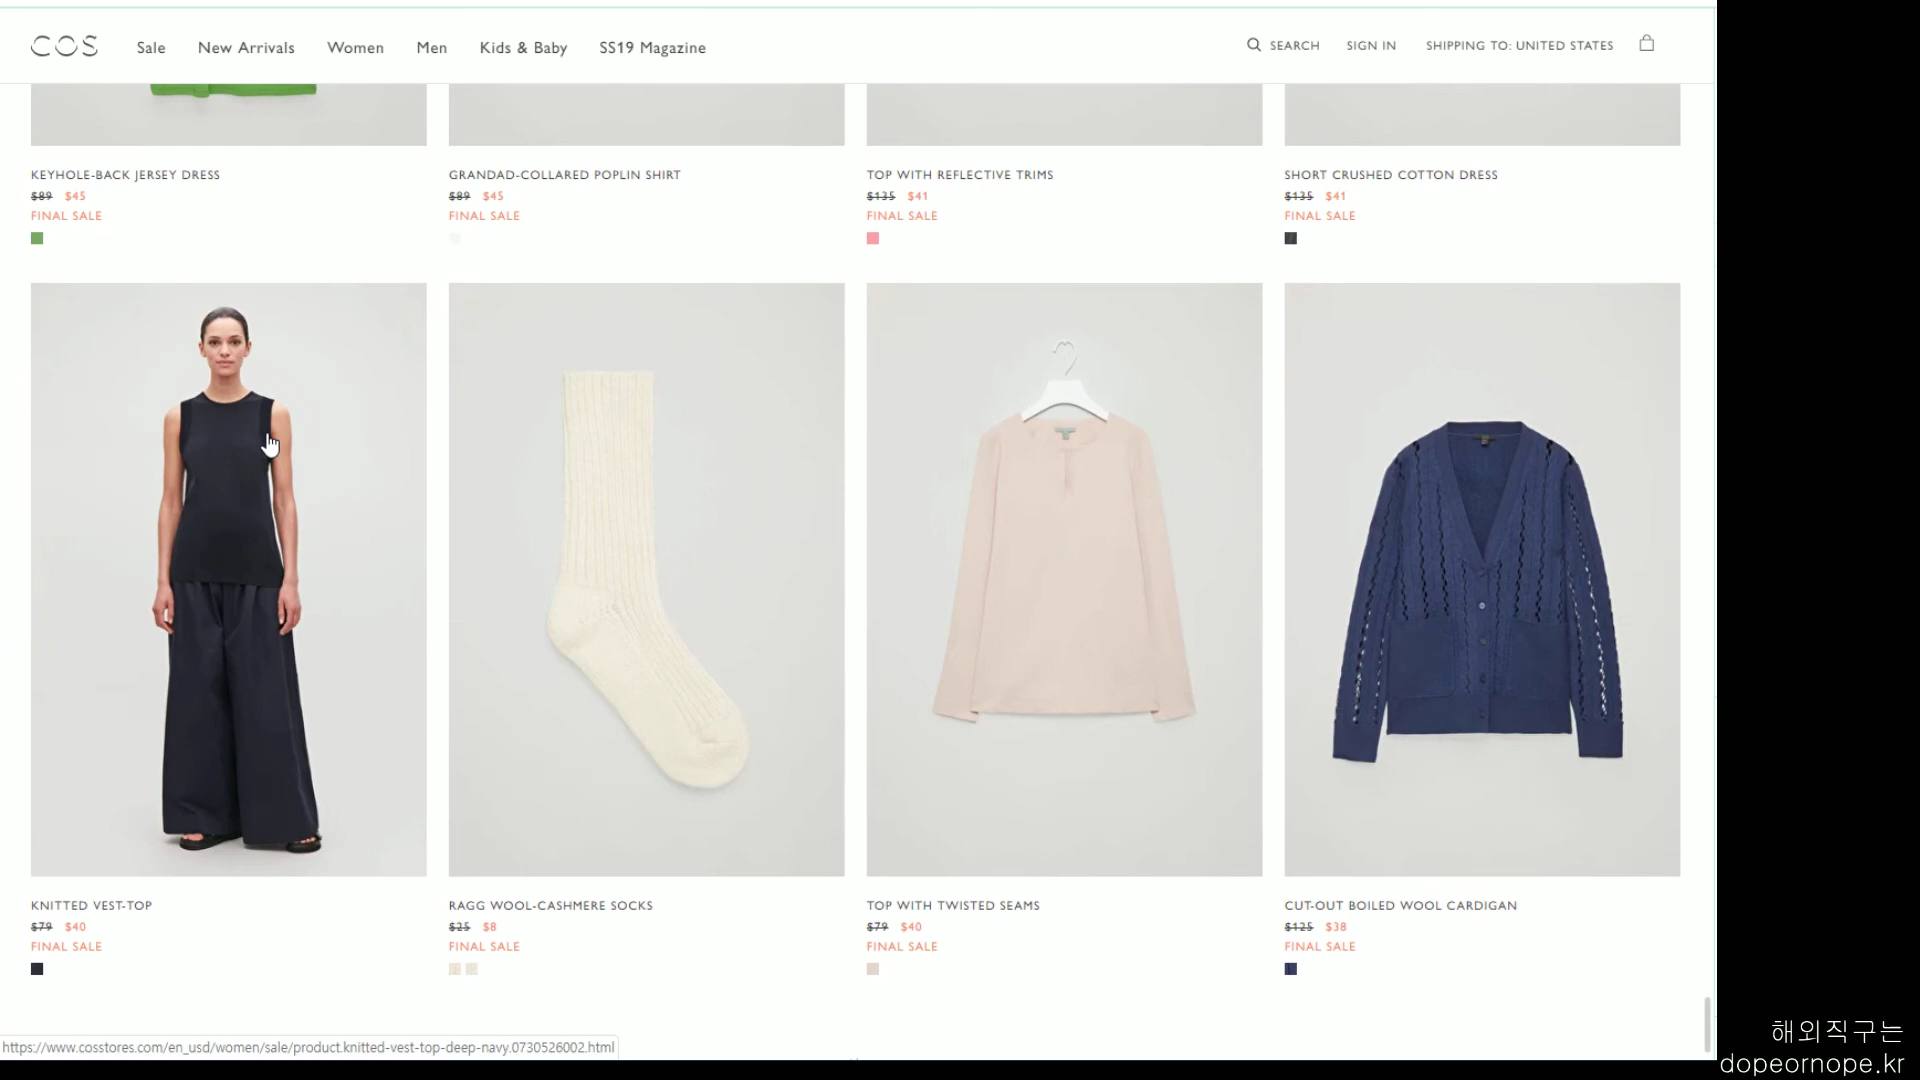 COS
Sale New Arrivals Women Men Kids & Baby SS19 Magazine
SEARCH SIGN IN SHIPPING TO: UNITED STATES
KEYHOLE-BACK JERSEY DRESS
$89 $45
FINAL SALE
GRANDAD-COLLARED POPLIN SHIRT
$89 $45
FINAL SALE
TOP WITH REFLECTIVE TRIMS
$135 $41
FINAL SALE
SHORT CRUSHED COTTON DRESS
$135 $41
FINAL SALE
KNITTED VEST-TOP
$79 $40
FINAL SALE
RAGG WOOL-CASHMERE SOCKS
$25 $8
FINAL SALE
TOP WITH TWISTED SEAMS
$79 $40
FINAL SALE
CUT-OUT BOILED WOOL CARDIGAN
$125 $38
FINAL SALE
https://www.cosstores.com/en_usd/women/sale/product.knitted-vest-top-deep-navy.0730526002.html
해외직구는
dopeornope.kr